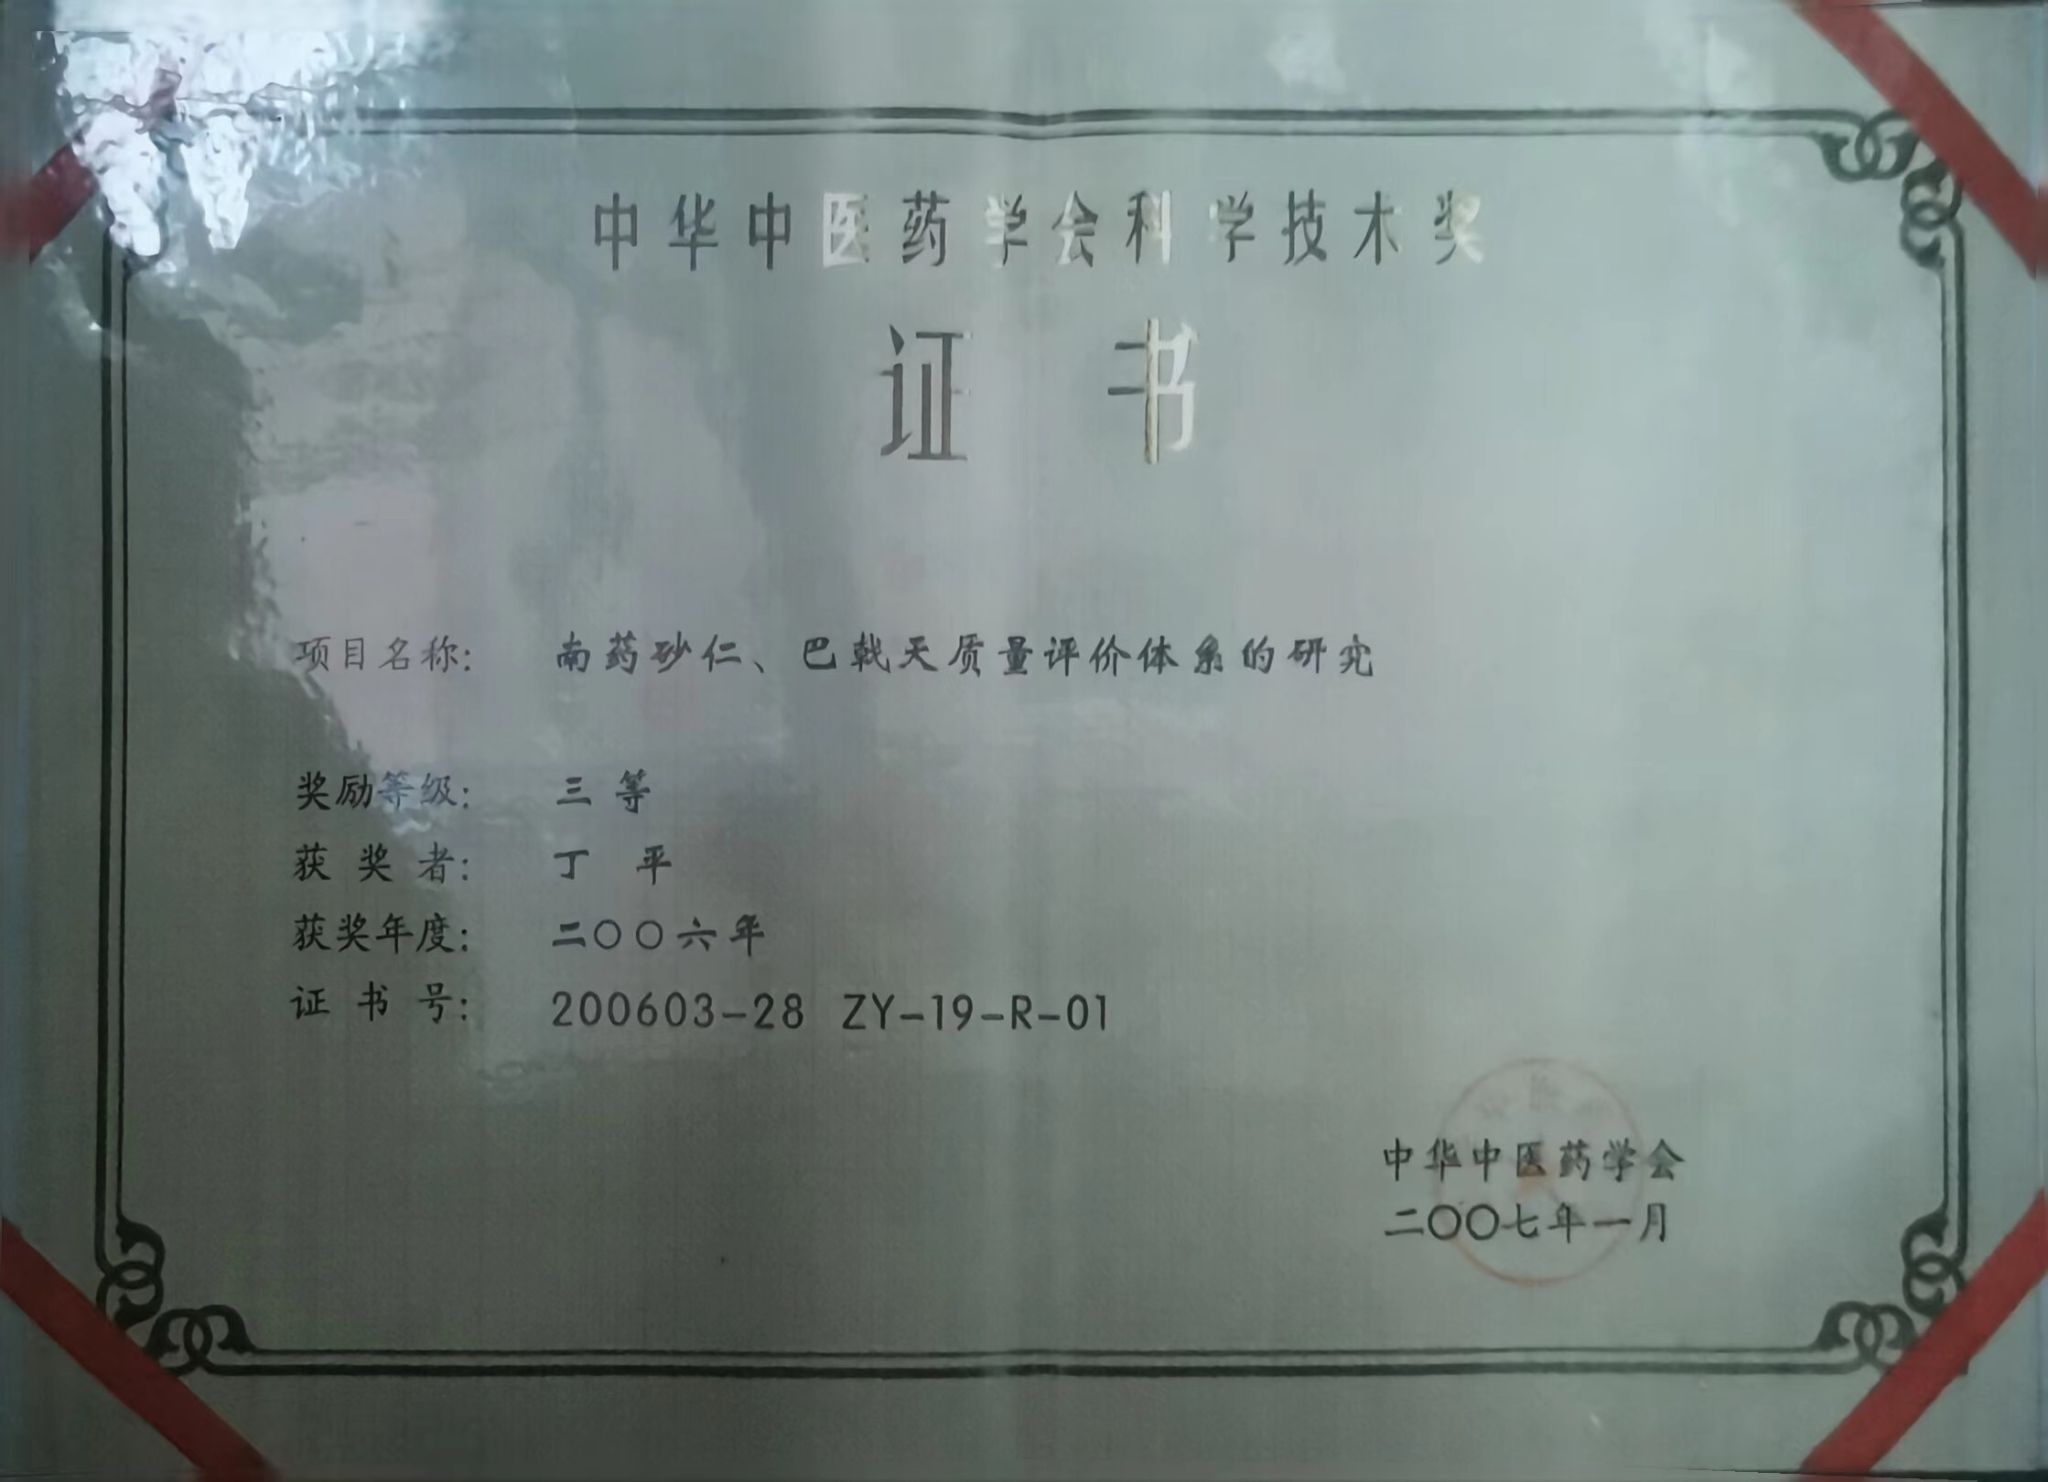 中华中医药学会科学技术奖
证 书
项目名称: 南药砂仁、巴戟天质量评价体系的研究
奖励等级: 三等
获 奖 者: 丁 平
获奖年度: 二〇〇六年
证 书 号: 200603-28 ZY-19-R-01
中华中医药学会
二〇〇七年一月